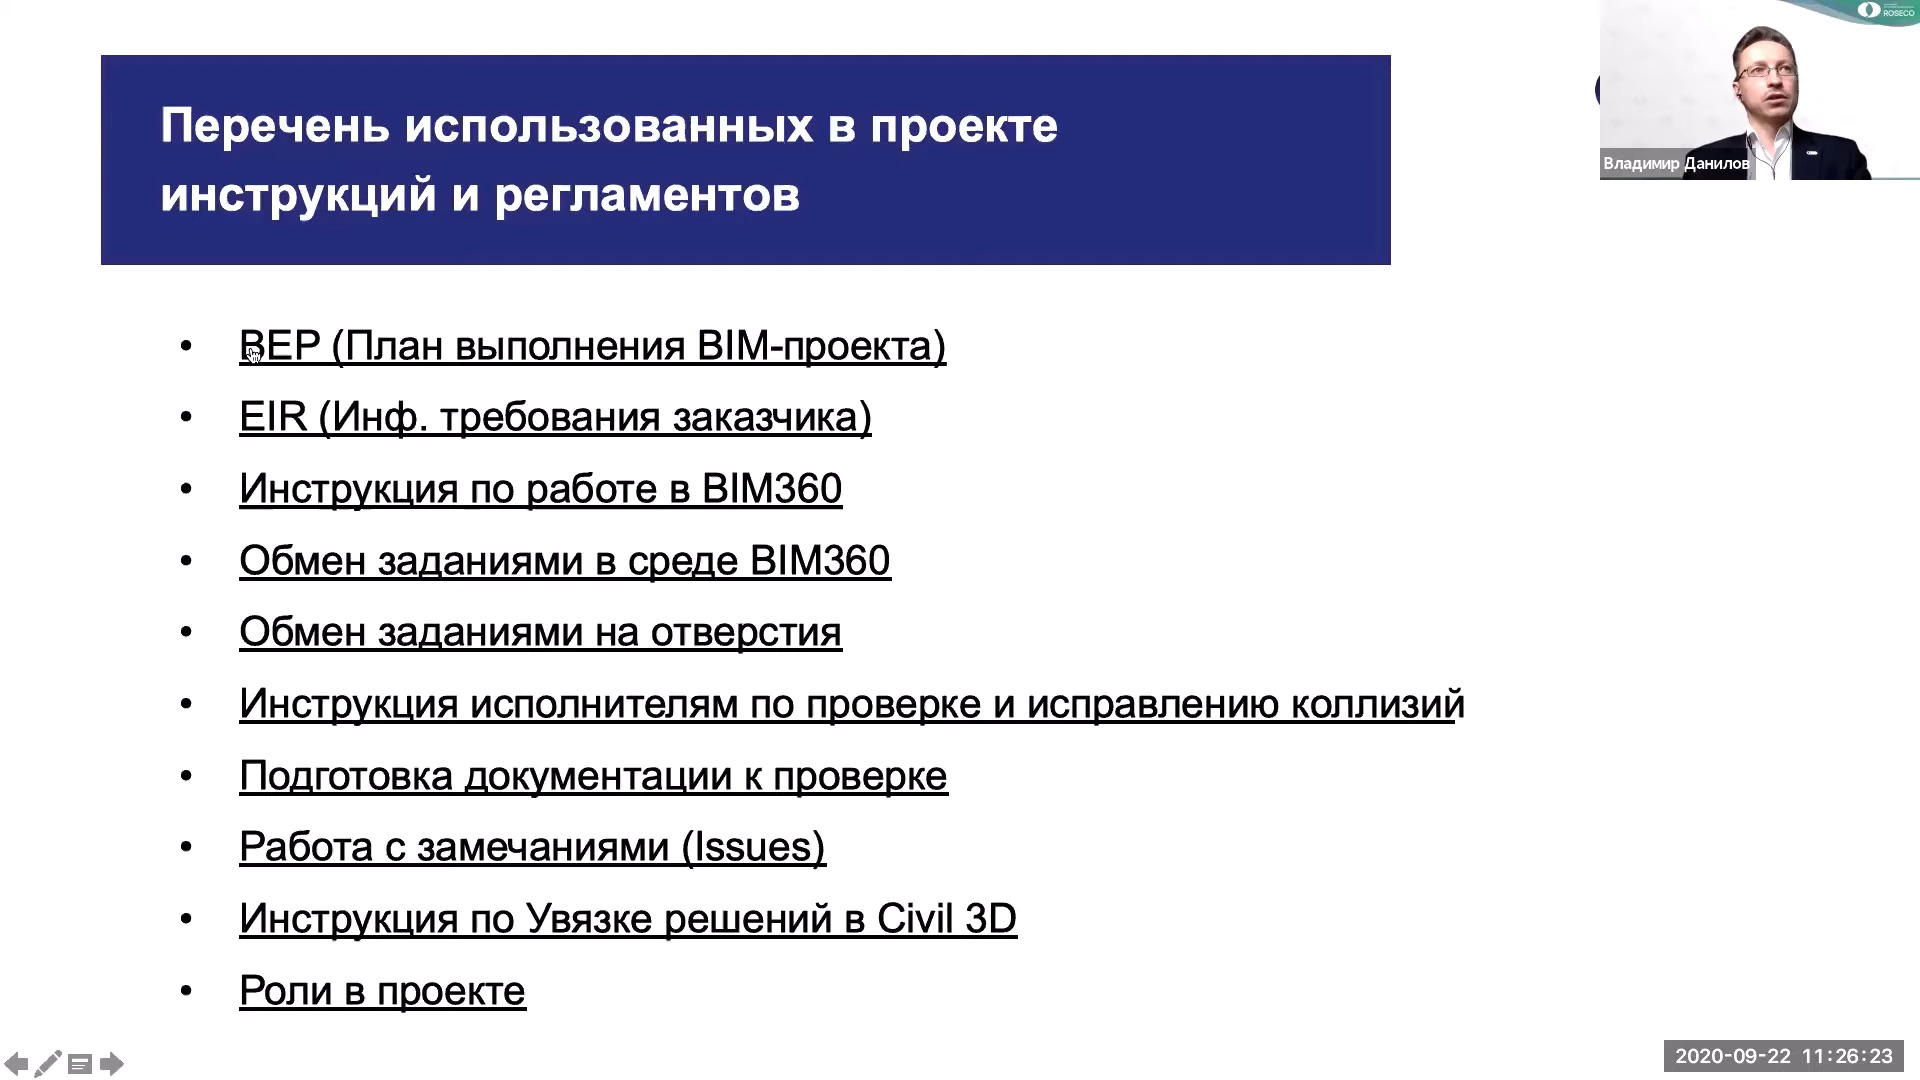 ROSECO
Владимир Данилов
Перечень использованных в проекте
инструкций и регламентов
• BEP (План выполнения BIM-проекта)
• EIR (Инф. требования заказчика)
• Инструкция по работе в BIM360
• Обмен заданиями в среде BIM360
• Обмен заданиями на отверстия
• Инструкция исполнителям по проверке и исправлению коллизий
• Подготовка документации к проверке
• Работа с замечаниями (Issues)
• Инструкция по Увязке решений в Civil 3D
• Роли в проекте
2020-09-22 11:26:23